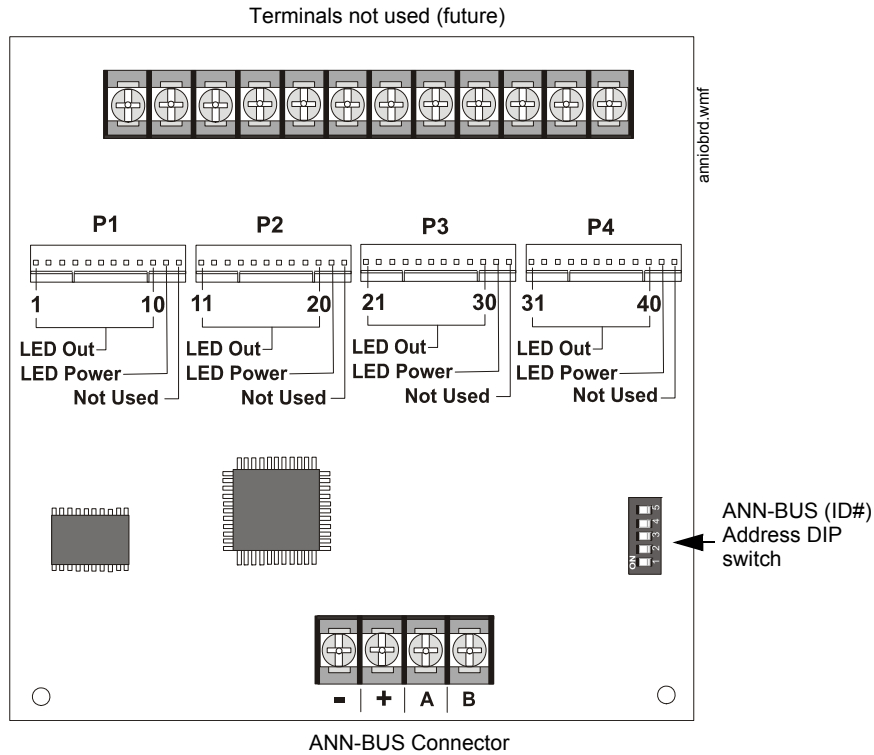 Terminals not used (future)
anniobrd.wmf
P1 P2 P3 P4
1 10 11 20 21 30 31 40
LED Out LED Out LED Out LED Out
LED Power LED Power LED Power LED Power
Not Used Not Used Not Used Not Used
ON
1 2 3 4 5
ANN-BUS (ID#)
Address DIP
switch
- + A B
ANN-BUS Connector